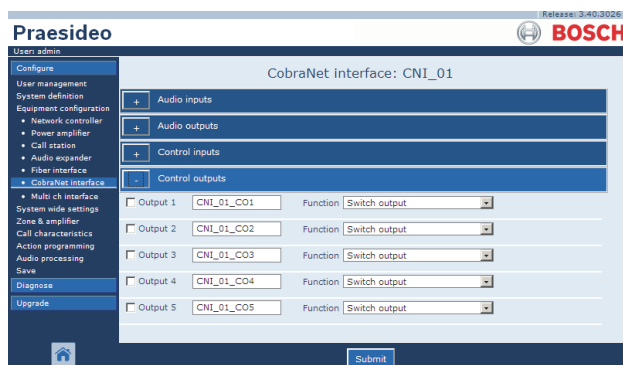 Release: 3.40.3026
Praesideo
BOSCH
User: admin
Configure
User management
System definition
Equipment configuration
• Network controller
• Power amplifier
• Call station
• Audio expander
• Fiber interface
• CobraNet interface
• Multi ch interface
System wide settings
Zone & amplifier
Call characteristics
Action programming
Audio processing
Save
Diagnose
Upgrade
CobraNet interface: CNI_01
+ Audio inputs
+ Audio outputs
+ Control inputs
- Control outputs
Output 1 CNI_01_CO1 Function Switch output
Output 2 CNI_01_CO2 Function Switch output
Output 3 CNI_01_CO3 Function Switch output
Output 4 CNI_01_CO4 Function Switch output
Output 5 CNI_01_CO5 Function Switch output
Submit